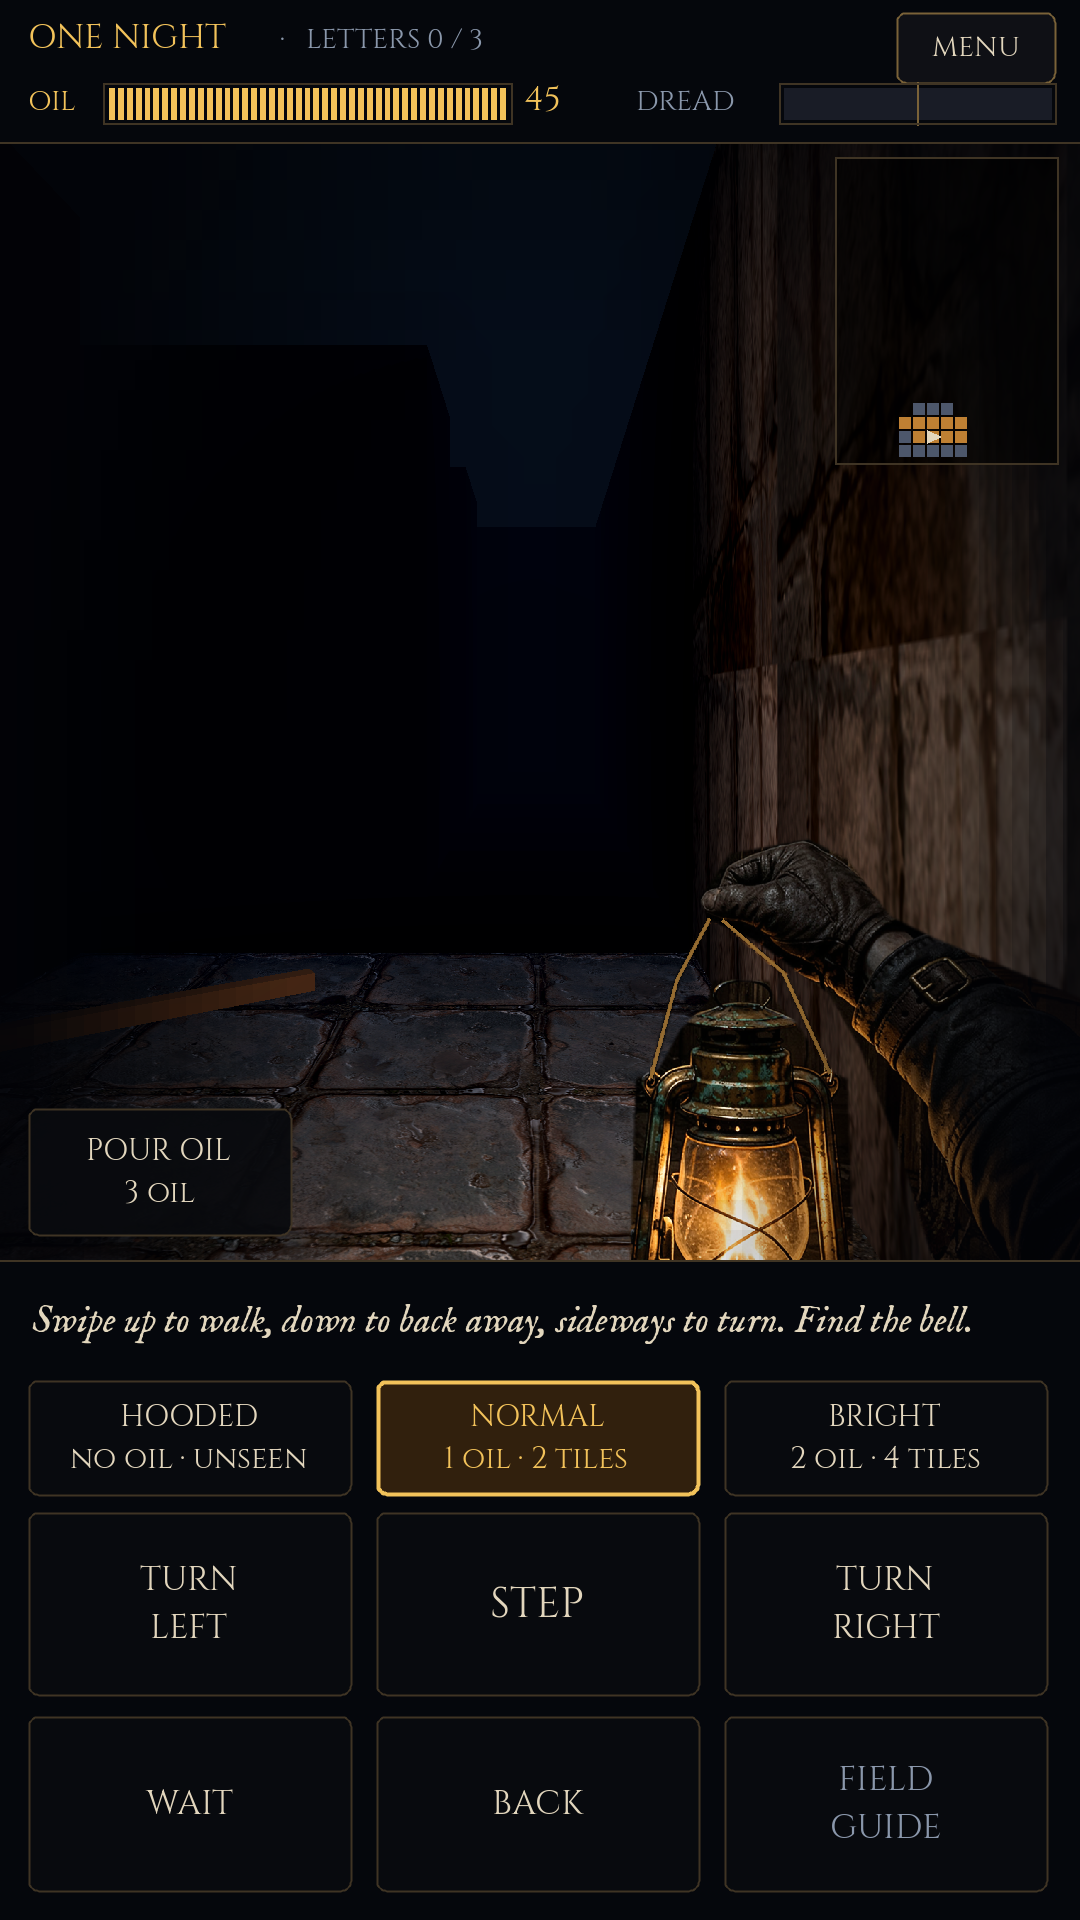 ONE NIGHT · LETTERS 0 / 3
MENU
OIL 45 DREAD
POUR OIL
3 OIL
Swipe up to walk, down to back away, sideways to turn. Find the bell.
HOODED
NO OIL · UNSEEN
NORMAL
1 OIL · 2 TILES
BRIGHT
2 OIL · 4 TILES
TURN
LEFT
STEP
TURN
RIGHT
WAIT
BACK
FIELD
GUIDE